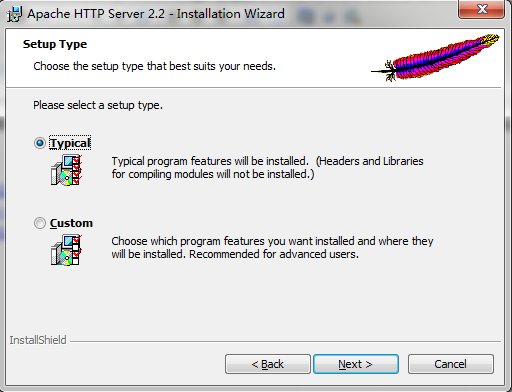 Apache HTTP Server 2.2 - Installation Wizard
Setup Type
Choose the setup type that best suits your needs.
Please select a setup type.
Typical
Typical program features will be installed. (Headers and Libraries
for compiling modules will not be installed.)
Custom
Choose which program features you want installed and where they
will be installed. Recommended for advanced users.
InstallShield
< Back
Next >
Cancel